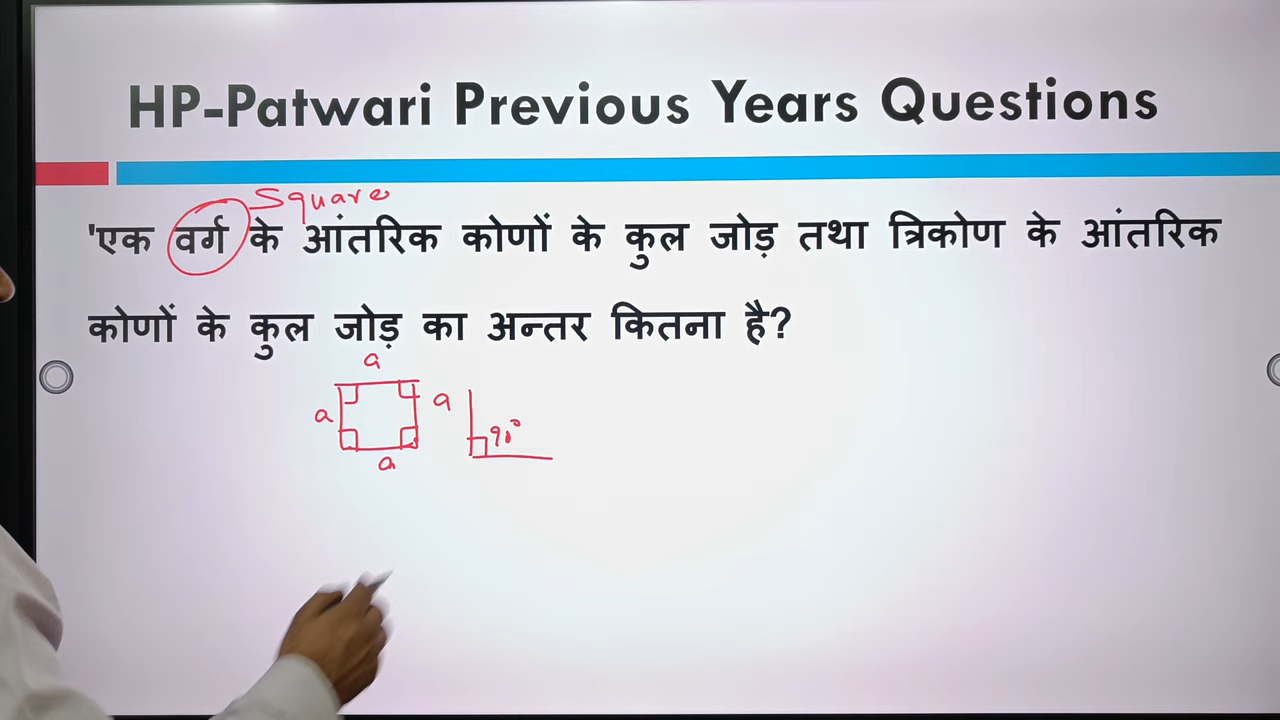 HP-Patwari Previous Years Questions
Square
'एक वर्ग के आंतरिक कोणों के कुल जोड़ तथा त्रिकोण के आंतरिक
कोणों के कुल जोड़ का अन्तर कितना है?
a
a
a
90°
a